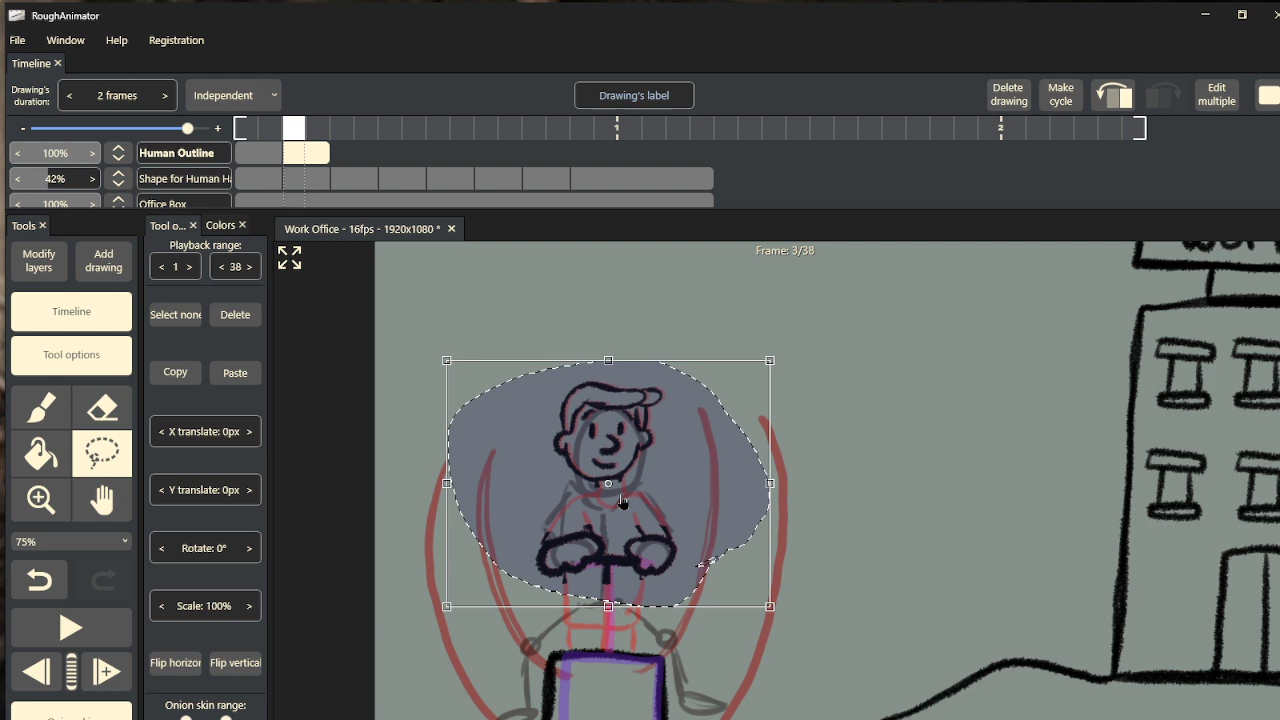 RoughAnimator
File Window Help Registration
Timeline
Drawing's duration: < 2 frames > Independent Drawing's label Delete drawing Make cycle Edit multiple
- + 1 2
< 100% > Human Outline
< 42% > Shape for Human Ha
< 100% > Office Box
Tools Tool o... Colors Work Office - 16fps - 1920x1080 *
Modify layers Add drawing Playback range: Frame: 3/38
< 1 > < 38 >
Timeline Select none Delete
Tool options
Copy Paste
< X translate: 0px >
< Y translate: 0px >
75% < Rotate: 0° >
< Scale: 100% >
Flip horizor Flip vertical
Onion skin range: